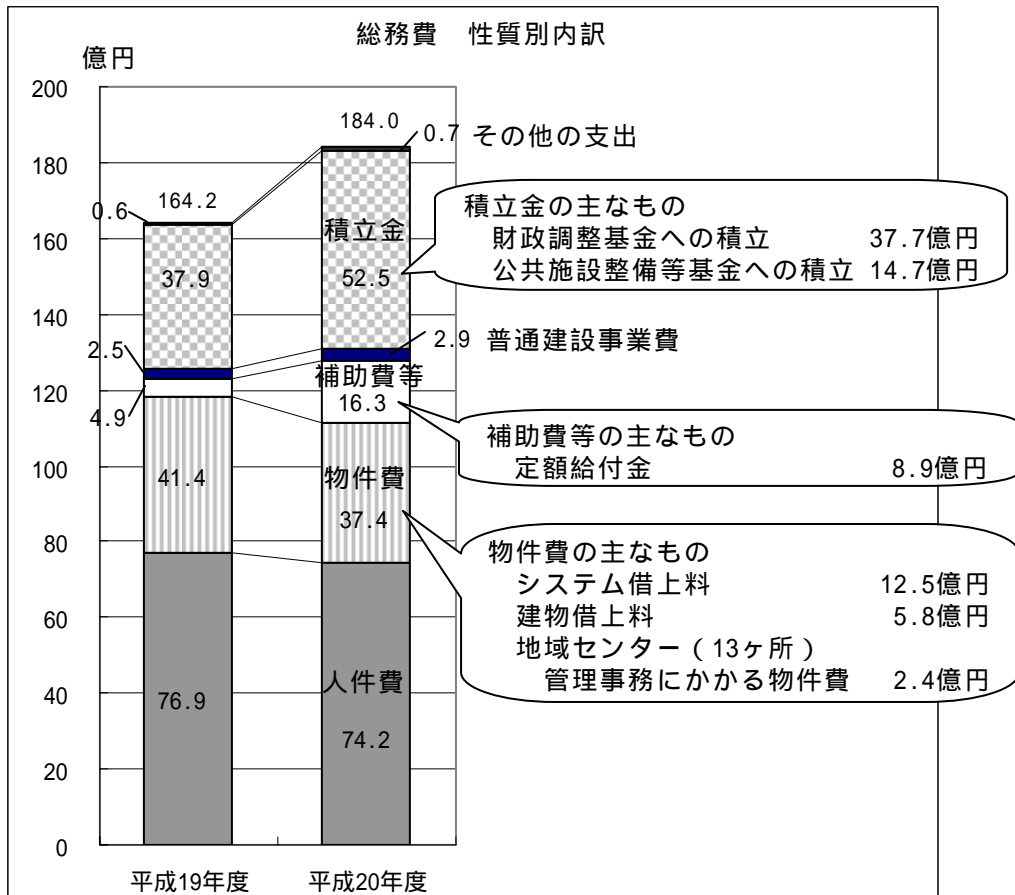 総務費 性質別内訳
億円
200
180
160
140
120
100
80
60
40
20
0
164.2
0.6
37.9
2.5
4.9
41.4
76.9
平成19年度
184.0
0.7 その他の支出
積立金
52.5
2.9 普通建設事業費
補助費等
16.3
物件費
37.4
人件費
74.2
平成20年度
積立金の主なもの
財政調整基金への積立 37.7億円
公共施設整備等基金への積立 14.7億円
補助費等の主なもの
定額給付金 8.9億円
物件費の主なもの
システム借上料 12.5億円
建物借上料 5.8億円
地域センター(13ヶ所)
管理事務にかかる物件費 2.4億円